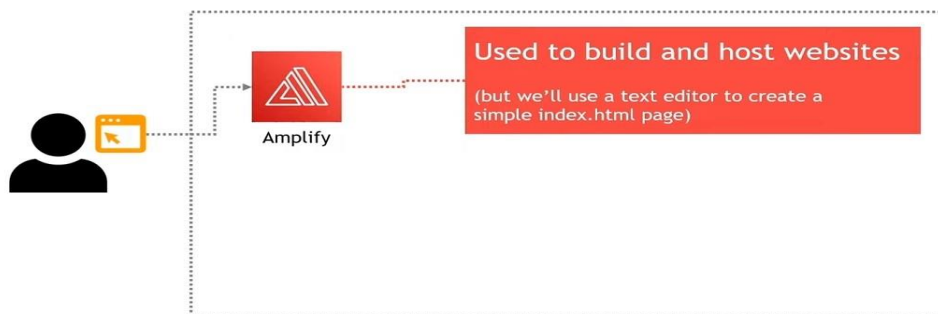 Used to build and host websites
(but we'll use a text editor to create a
simple index.html page)
Amplify